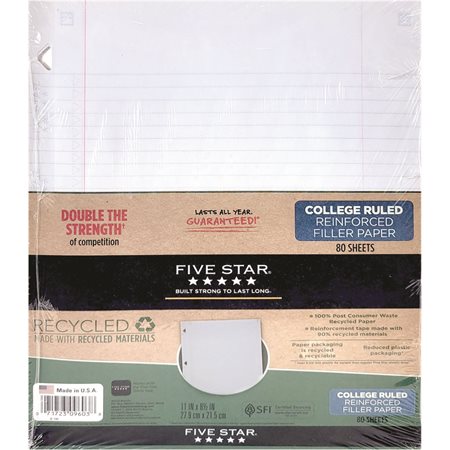 DOUBLE THE
STRENGTH†
of competition
LASTS ALL YEAR.
GUARANTEED!*
COLLEGE RULED
REINFORCED
FILLER PAPER
80 SHEETS
FIVE STAR®
★★★★★
BUILT STRONG TO LAST LONG.
RECYCLED
MADE WITH RECYCLED MATERIALS
100% Post Consumer Waste
Recycled Paper
Reinforcement tape made with
90% recycled materials
Paper packaging
is recycled
& recyclable
Reduced plastic
packaging
Made in U.S.A.
11 IN X 8½ IN
27.9 cm x 21.5 cm
SFI
Certified Sourcing
COLLEGE RULED
REINFORCED
FILLER PAPER
80 SHEETS
FIVE STAR
★★★★★